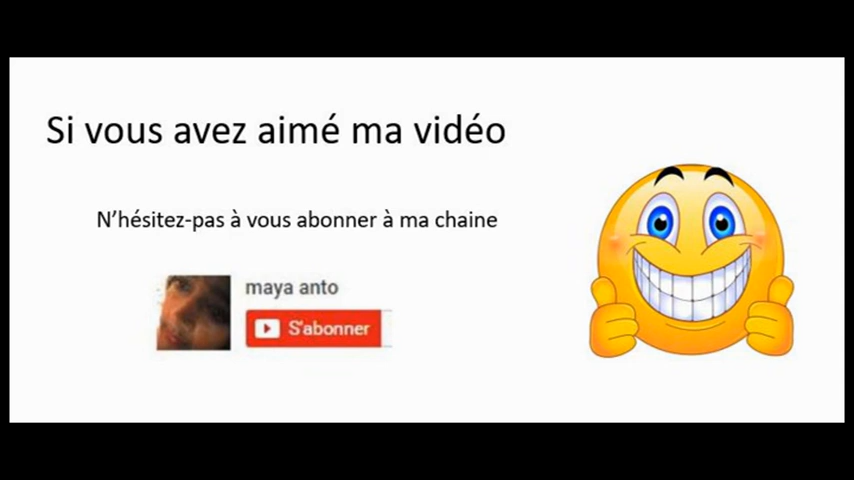 Si vous avez aimé ma vidéo
N'hésitez-pas à vous abonner à ma chaine
maya anto
S'abonner